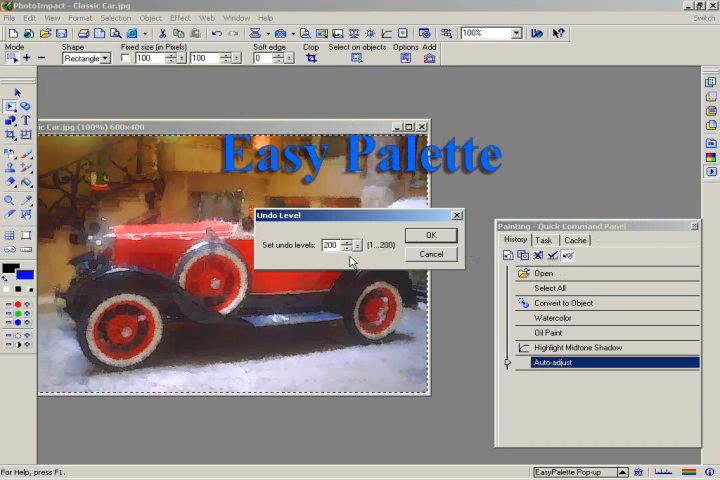 PhotoImpact - Classic Car.jpg
File Edit View Format Selection Object Effect Web Window Help Switch
100%
Mode Shape Fixed size (in Pixels) Soft edge Crop Select on objects Options Add
Rectangle 100 100 0
ic Car.jpg (100%) 600x400
Easy Palette
Undo Level
Set undo levels: 200 (1...200)
OK
Cancel
Painting - Quick Command Panel
History Task Cache
Open
Select All
Convert to Object
Watercolor
Oil Paint
Highlight Midtone Shadow
Auto-adjust
For Help, press F1.
EasyPalette Pop-up